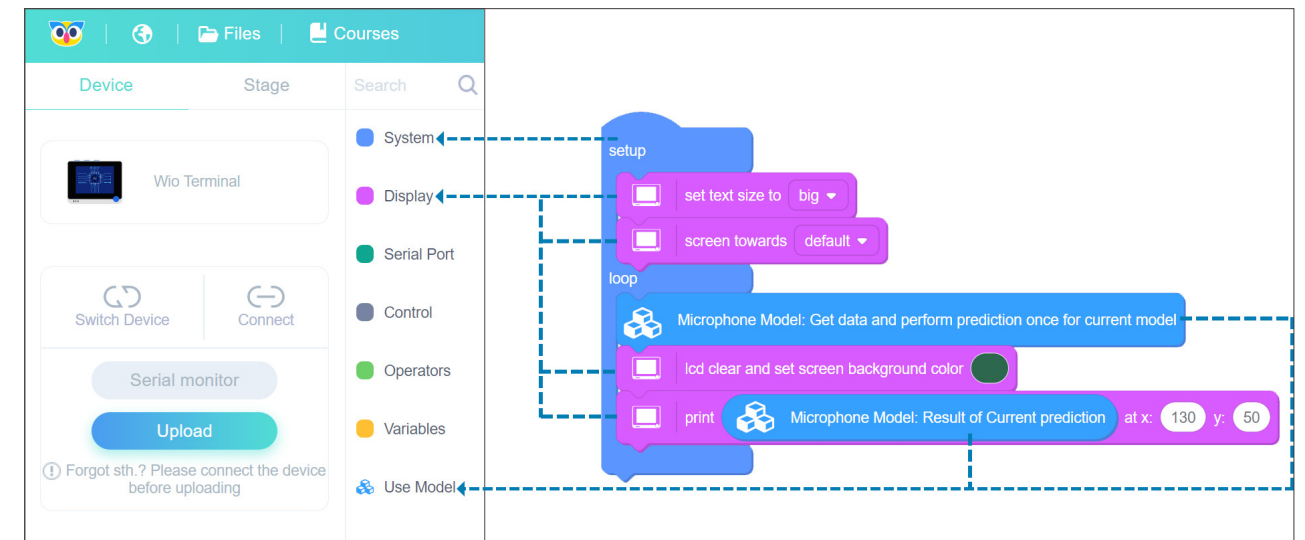 Files
Courses
Device
Stage
Search
Wio Terminal
Switch Device
Connect
Serial monitor
Upload
Forgot sth.? Please connect the device
before uploading
System
Display
Serial Port
Control
Operators
Variables
Use Model
setup
set text size to big
screen towards default
loop
Microphone Model: Get data and perform prediction once for current model
lcd clear and set screen background color
print Microphone Model: Result of Current prediction at x: 130 y: 50